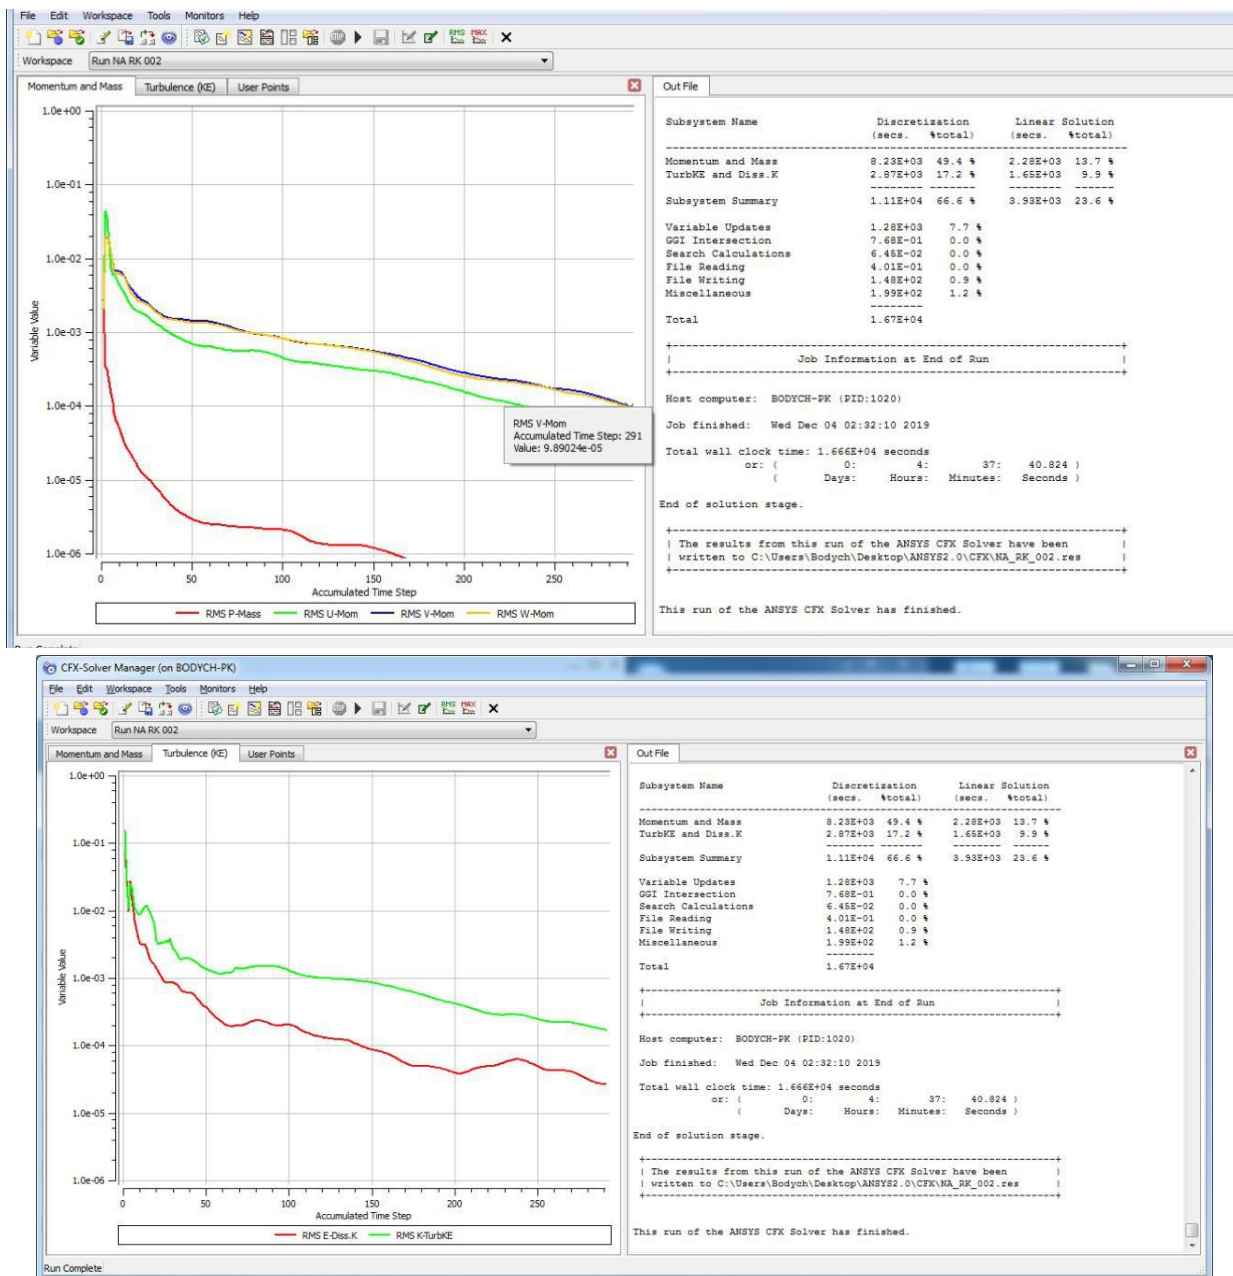 File Edit Workspace Tools Monitors Help
RMS MAX
Workspace Run NA RK 002
Momentum and Mass Turbulence (KE) User Points
1.0e+00
1.0e-01
1.0e-02
1.0e-03
1.0e-04
1.0e-05
1.0e-06
Variable Value
RMS V-Mom
Accumulated Time Step: 291
Value: 9.89024e-05
0 50 100 150 200 250
Accumulated Time Step
RMS P-Mass RMS U-Mom RMS V-Mom RMS W-Mom
Out File
Subsystem Name Discretization Linear Solution
(secs. %total) (secs. %total)
Momentum and Mass 8.23E+03 49.4 % 2.28E+03 13.7 %
TurbKE and Diss.K 2.87E+03 17.2 % 1.65E+03 9.9 %
Subsystem Summary 1.11E+04 66.6 % 3.93E+03 23.6 %
Variable Updates 1.28E+03 7.7 %
GGI Intersection 7.68E-01 0.0 %
Search Calculations 6.45E-02 0.0 %
File Reading 4.01E-01 0.0 %
File Writing 1.48E+02 0.9 %
Miscellaneous 1.99E+02 1.2 %
Total 1.67E+04
Job Information at End of Run
Host computer: BODYCH-PK (PID:1020)
Job finished: Wed Dec 04 02:32:10 2019
Total wall clock time: 1.666E+04 seconds
or: ( 0: 4: 37: 40.824 )
( Days: Hours: Minutes: Seconds )
End of solution stage.
The results from this run of the ANSYS CFX Solver have been
written to C:\Users\Bodych\Desktop\ANSYS2.0\CFX\NA_RK_002.res
This run of the ANSYS CFX Solver has finished.
CFX-Solver Manager (on BODYCH-PK)
File Edit Workspace Tools Monitors Help
RMS MAX
Workspace Run NA RK 002
Momentum and Mass Turbulence (KE) User Points
1.0e+00
1.0e-01
1.0e-02
1.0e-03
1.0e-04
1.0e-05
1.0e-06
Variable Value
0 50 100 150 200 250
Accumulated Time Step
RMS E-Diss.K RMS K-TurbKE
Out File
Subsystem Name Discretization Linear Solution
(secs. %total) (secs. %total)
Momentum and Mass 8.23E+03 49.4 % 2.28E+03 13.7 %
TurbKE and Diss.K 2.87E+03 17.2 % 1.65E+03 9.9 %
Subsystem Summary 1.11E+04 66.6 % 3.93E+03 23.6 %
Variable Updates 1.28E+03 7.7 %
GGI Intersection 7.68E-01 0.0 %
Search Calculations 6.45E-02 0.0 %
File Reading 4.01E-01 0.0 %
File Writing 1.48E+02 0.9 %
Miscellaneous 1.99E+02 1.2 %
Total 1.67E+04
Job Information at End of Run
Host computer: BODYCH-PK (PID:1020)
Job finished: Wed Dec 04 02:32:10 2019
Total wall clock time: 1.666E+04 seconds
or: ( 0: 4: 37: 40.824 )
( Days: Hours: Minutes: Seconds )
End of solution stage.
The results from this run of the ANSYS CFX Solver have been
written to C:\Users\Bodych\Desktop\ANSYS2.0\CFX\NA_RK_002.res
This run of the ANSYS CFX Solver has finished.
Run Complete